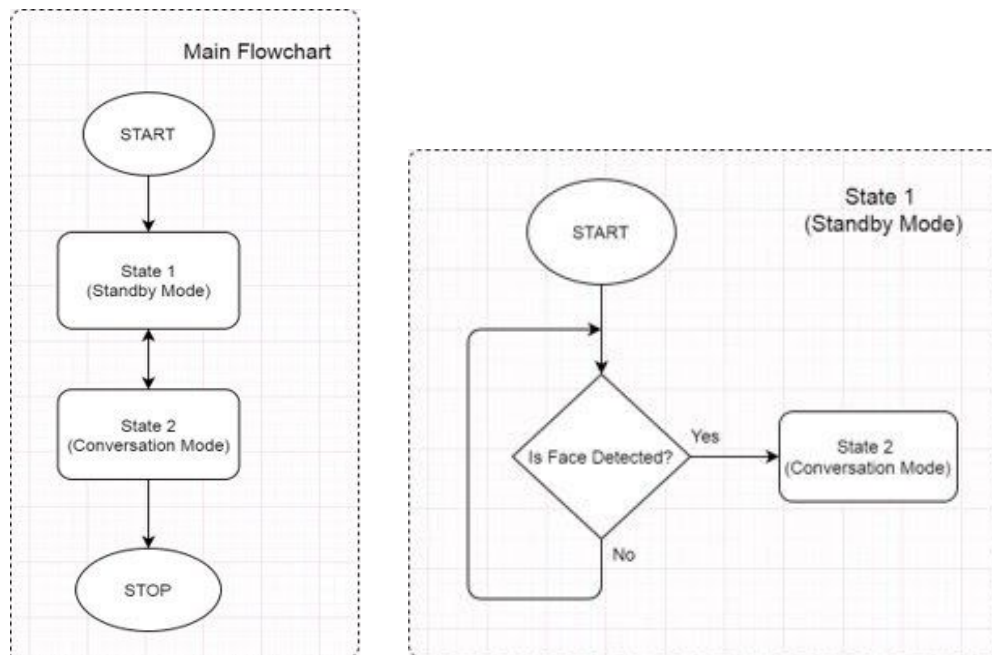 Main Flowchart
START
State 1
(Standby Mode)
State 2
(Conversation Mode)
STOP
State 1
(Standby Mode)
START
Is Face Detected?
Yes
State 2
(Conversation Mode)
No